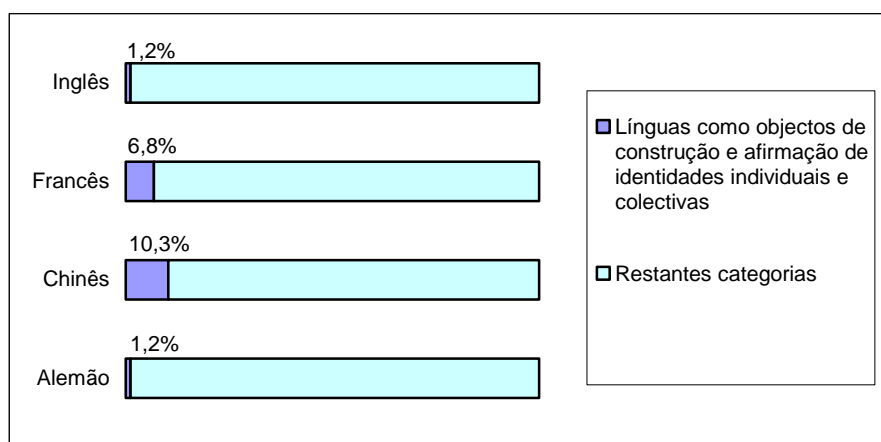 1,2%
Inglês
6,8%
Francês
10,3%
Chinês
1,2%
Alemão
Línguas como objectos de
construção e afirmação de
identidades individuais e
colectivas
Restantes categorias